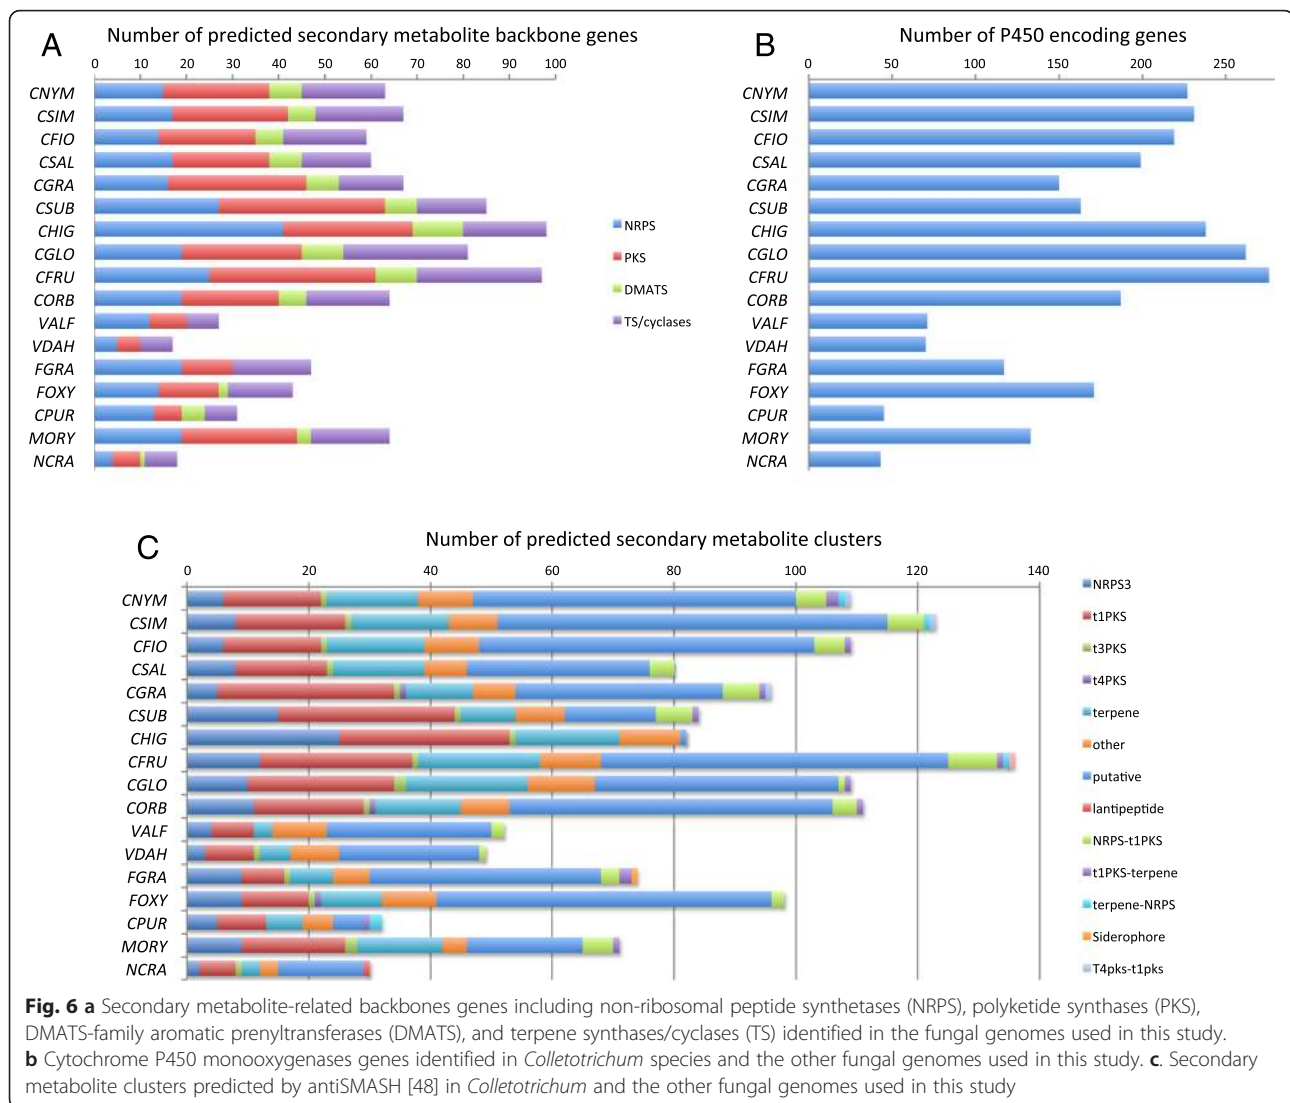 A
Number of predicted secondary metabolite backbone genes
0 10 20 30 40 50 60 70 80 90 100
CNYM
CSIM
CFIO
CSAL
CGRA
CSUB
CHIG
CGLO
CFRU
CORB
VALF
VDAH
FGRA
FOXY
CPUR
MORY
NCRA
NRPS
PKS
DMATS
TS/cyclases
B
Number of P450 encoding genes
0 50 100 150 200 250
CNYM
CSIM
CFIO
CSAL
CGRA
CSUB
CHIG
CGLO
CFRU
CORB
VALF
VDAH
FGRA
FOXY
CPUR
MORY
NCRA
C
Number of predicted secondary metabolite clusters
0 20 40 60 80 100 120 140
CNYM
CSIM
CFIO
CSAL
CGRA
CSUB
CHIG
CFRU
CGLO
CORB
VALF
VDAH
FGRA
FOXY
CPUR
MORY
NCRA
NRPS3
t1PKS
t3PKS
t4PKS
terpene
other
putative
lantipeptide
NRPS-t1PKS
t1PKS-terpene
terpene-NRPS
Siderophore
T4pks-t1pks
Fig. 6 a Secondary metabolite-related backbones genes including non-ribosomal peptide synthetases (NRPS), polyketide synthases (PKS),
DMATS-family aromatic prenyltransferases (DMATS), and terpene synthases/cyclases (TS) identified in the fungal genomes used in this study.
b Cytochrome P450 monooxygenases genes identified in Colletotrichum species and the other fungal genomes used in this study. c. Secondary
metabolite clusters predicted by antiSMASH [48] in Colletotrichum and the other fungal genomes used in this study